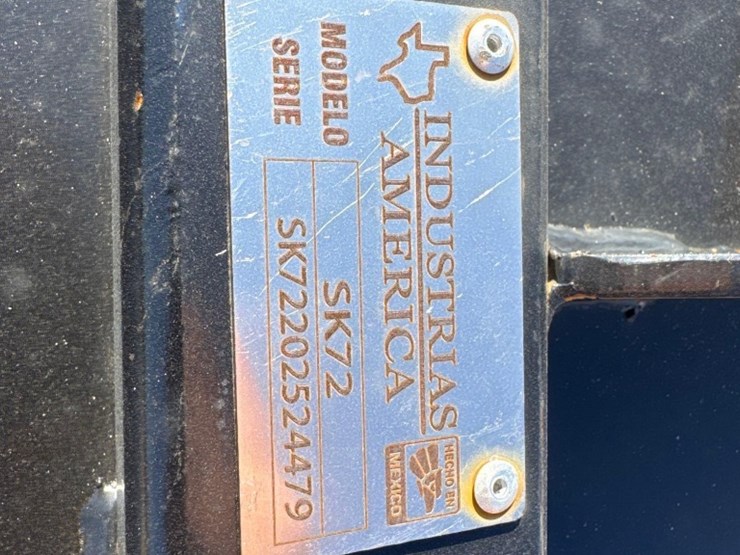 INDUSTRIAS
AMERICA
HECHO EN
MEXICO
MODELO SK72
SERIE SK72202524479